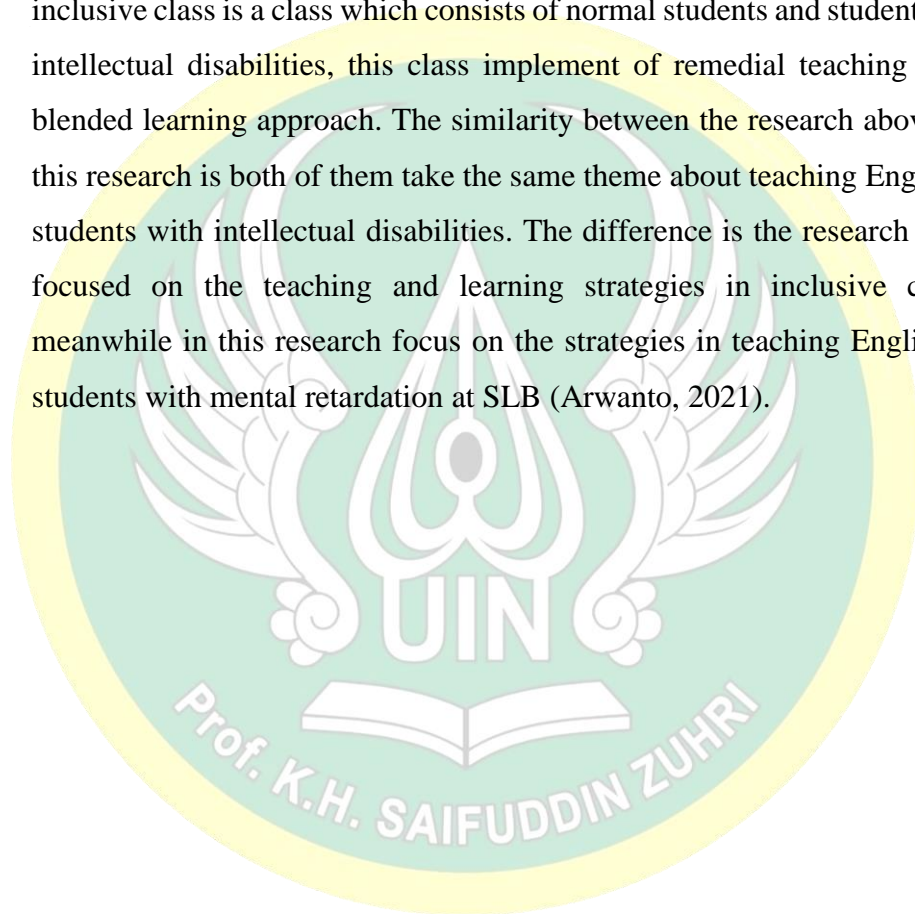 inclusive class is a class which consists of normal students and student
intellectual disabilities, this class implement of remedial teaching
blended learning approach. The similarity between the research abov
this research is both of them take the same theme about teaching Eng
students with intellectual disabilities. The difference is the research
focused on the teaching and learning strategies in inclusive c
meanwhile in this research focus on the strategies in teaching Engli
students with mental retardation at SLB (Arwanto, 2021).
UIN
Prof. K.H. SAIFUDDIN ZUHRI